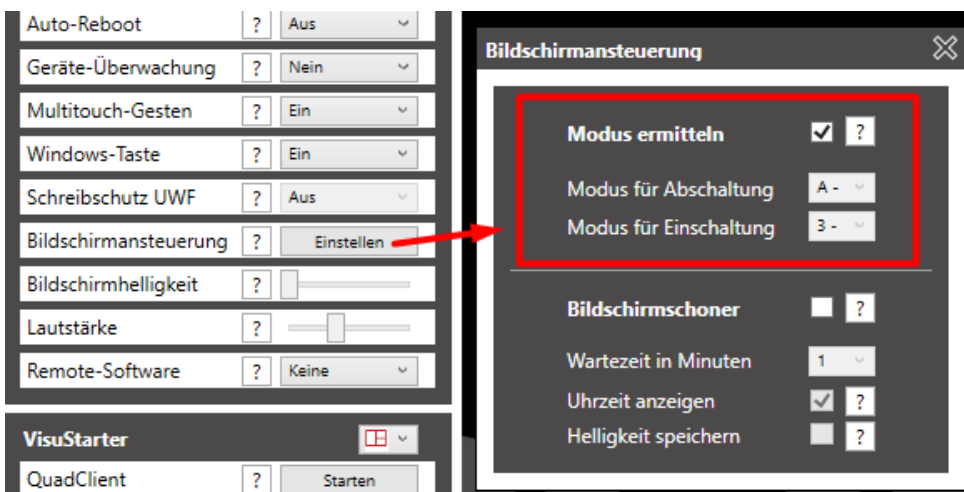 Auto-Reboot ? Aus
Geräte-Überwachung ? Nein
Multitouch-Gesten ? Ein
Windows-Taste ? Ein
Schreibschutz UWF ? Aus
Bildschirmansteuerung ? Einstellen
Bildschirmhelligkeit ?
Lautstärke ?
Remote-Software ? Keine
VisuStarter
QuadClient ? Starten
Bildschirmansteuerung
Modus ermitteln ?
Modus für Abschaltung A -
Modus für Einschaltung 3 -
Bildschirmschoner ?
Wartezeit in Minuten 1
Uhrzeit anzeigen ?
Helligkeit speichern ?